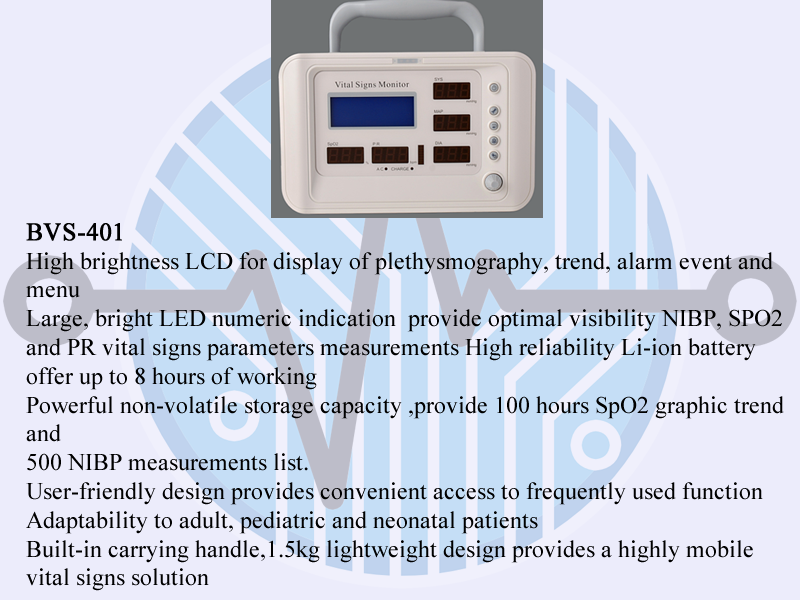 Vital Signs Monitor
SYS
mmHg
MAP
mmHg
SpO2
P R
DIA
mmHg
A C CHARGE
BVS-401
High brightness LCD for display of plethysmography, trend, alarm event and
menu
Large, bright LED numeric indication  provide optimal visibility NIBP, SPO2
and PR vital signs parameters measurements High reliability Li-ion battery
offer up to 8 hours of working
Powerful non-volatile storage capacity ,provide 100 hours SpO2 graphic trend
and
500 NIBP measurements list.
User-friendly design provides convenient access to frequently used function
Adaptability to adult, pediatric and neonatal patients
Built-in carrying handle,1.5kg lightweight design provides a highly mobile
vital signs solution